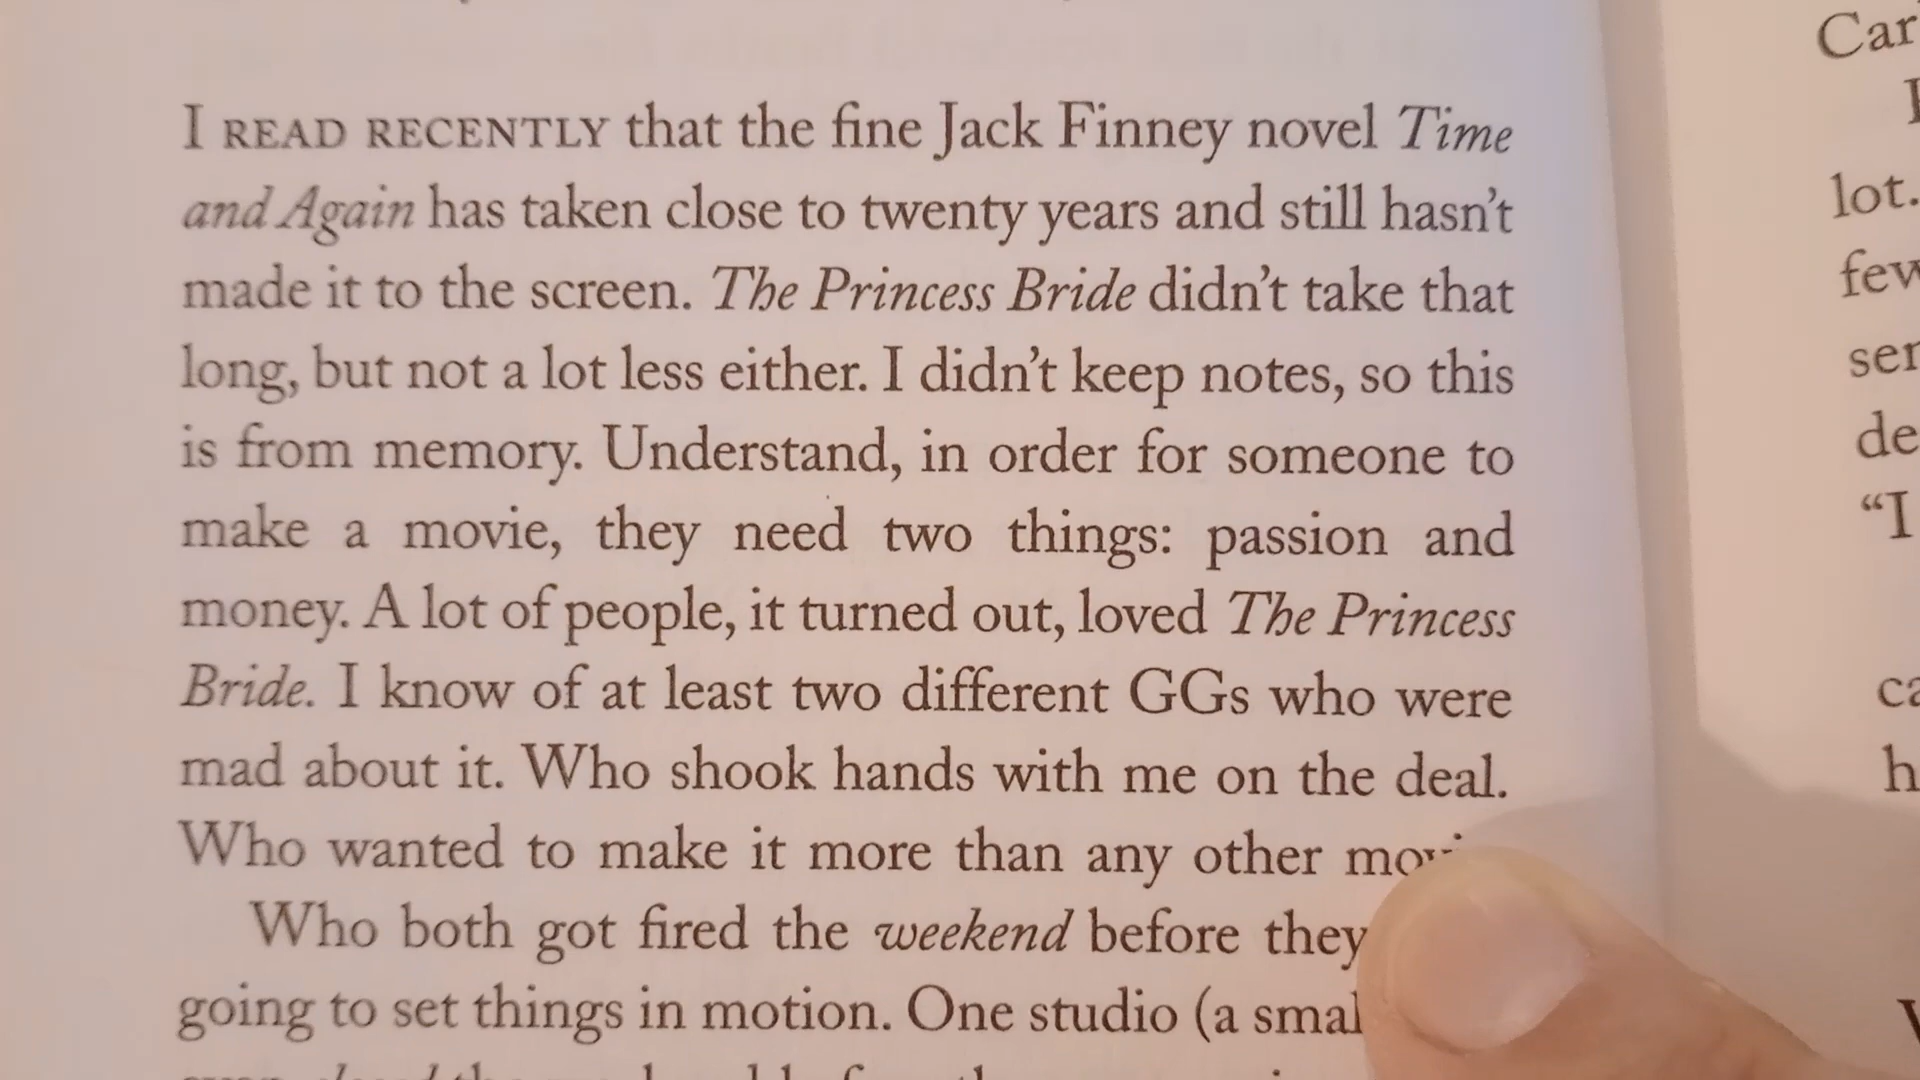 I READ RECENTLY that the fine Jack Finney novel Time
and Again has taken close to twenty years and still hasn’t
made it to the screen. The Princess Bride didn’t take that
long, but not a lot less either. I didn’t keep notes, so this
is from memory. Understand, in order for someone to
make a movie, they need two things: passion and
money. A lot of people, it turned out, loved The Princess
Bride. I know of at least two different GGs who were
mad about it. Who shook hands with me on the deal.
Who wanted to make it more than any other
Who both got fired the weekend before they
going to set things in motion. One studio (a
lot.
“I